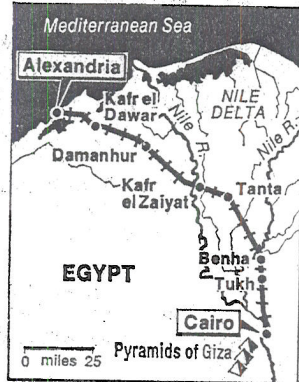 Mediterranean Sea
Alexandria
Kafr el
Dawar
Nile R.
NILE
DELTA
Nile R.
Damanhur
Kafr
el Zaiyat
Tanta
Benha
Tukh
EGYPT
Cairo
0 miles 25
Pyramids of Giza